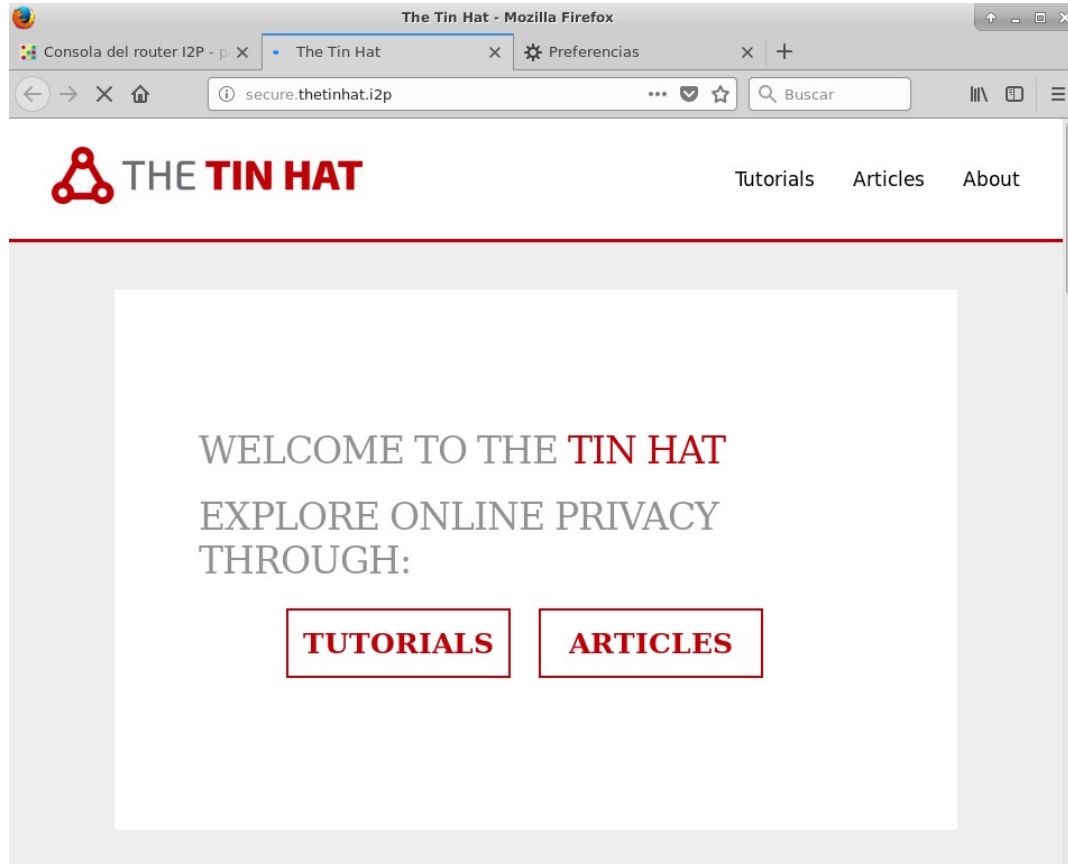 The Tin Hat - Mozilla Firefox
Consola del router I2P - p
The Tin Hat
Preferencias
secure.thetinhat.i2p
Buscar
THE TIN HAT
Tutorials Articles About
WELCOME TO THE TIN HAT
EXPLORE ONLINE PRIVACY
THROUGH:
TUTORIALS ARTICLES